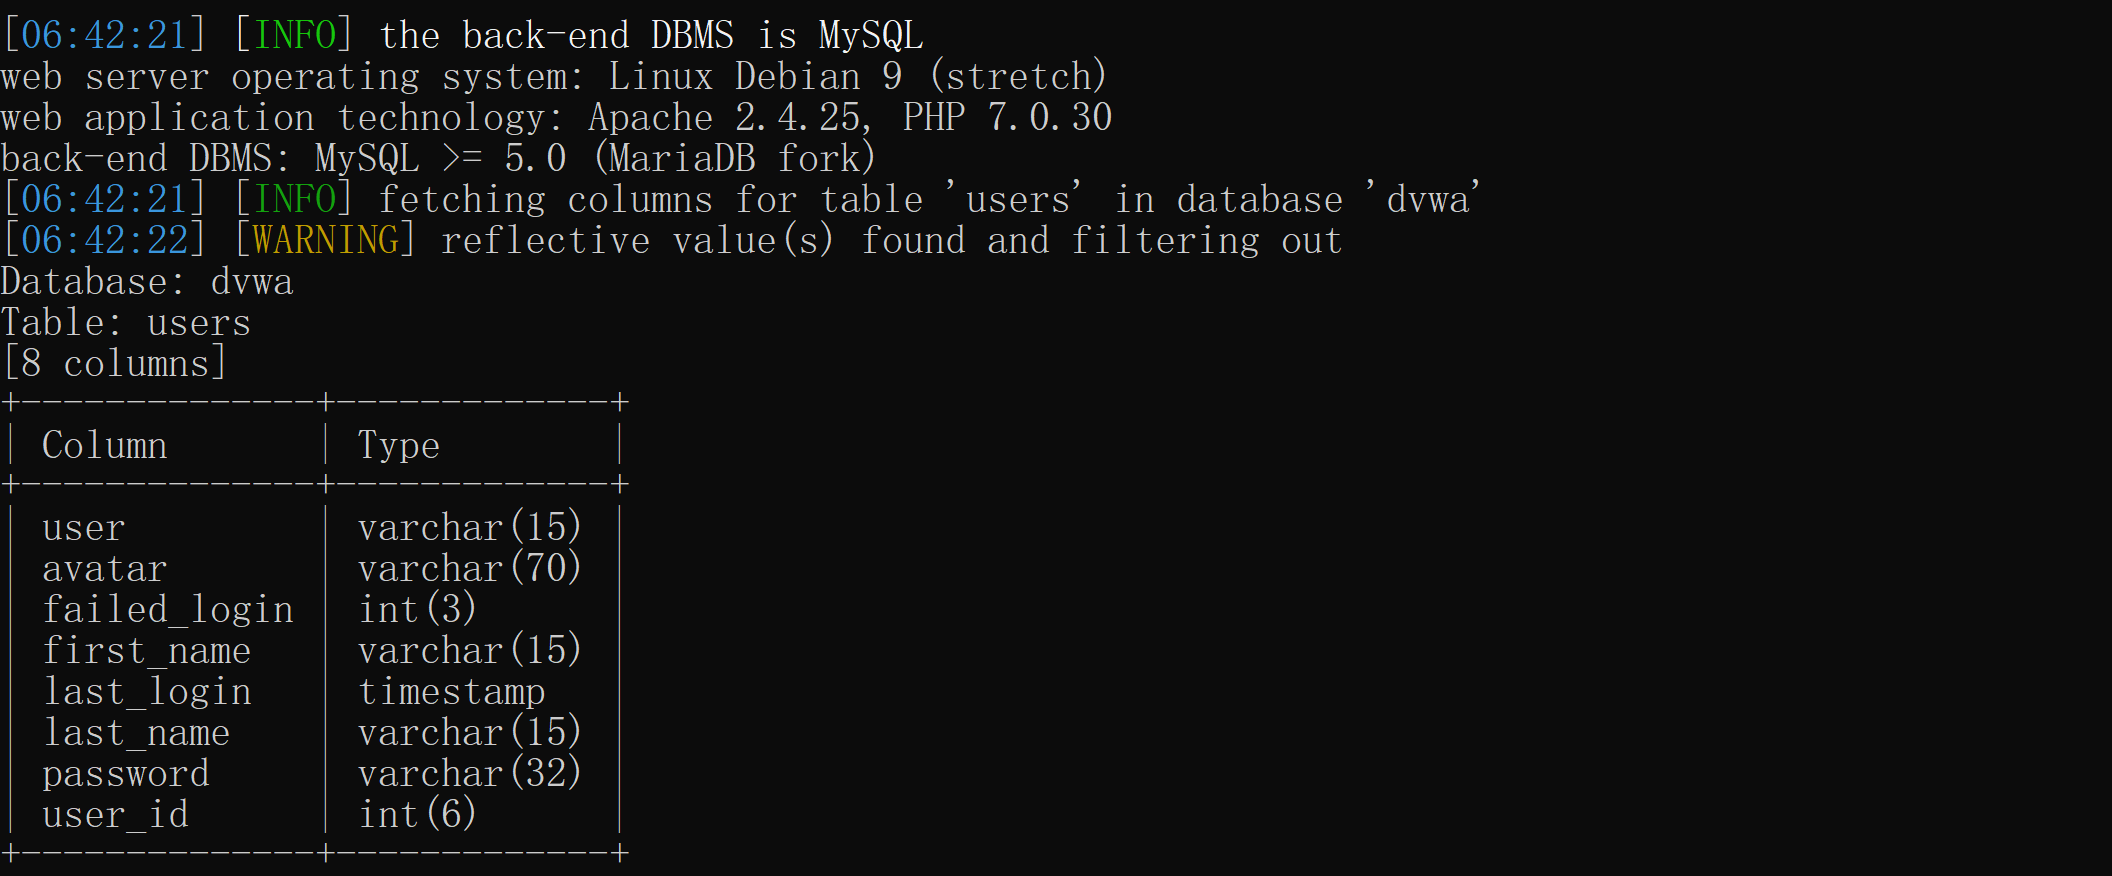 [06:42:21] [INFO] the back-end DBMS is MySQL
web server operating system: Linux Debian 9 (stretch)
web application technology: Apache 2.4.25, PHP 7.0.30
back-end DBMS: MySQL >= 5.0 (MariaDB fork)
[06:42:21] [INFO] fetching columns for table 'users' in database 'dvwa'
[06:42:22] [WARNING] reflective value(s) found and filtering out
Database: dvwa
Table: users
[8 columns]
+--------------+-------------+
| Column       | Type        |
+--------------+-------------+
| user         | varchar(15) |
| avatar       | varchar(70) |
| failed_login | int(3)      |
| first_name   | varchar(15) |
| last_login   | timestamp   |
| last_name    | varchar(15) |
| password     | varchar(32) |
| user_id      | int(6)      |
+--------------+-------------+